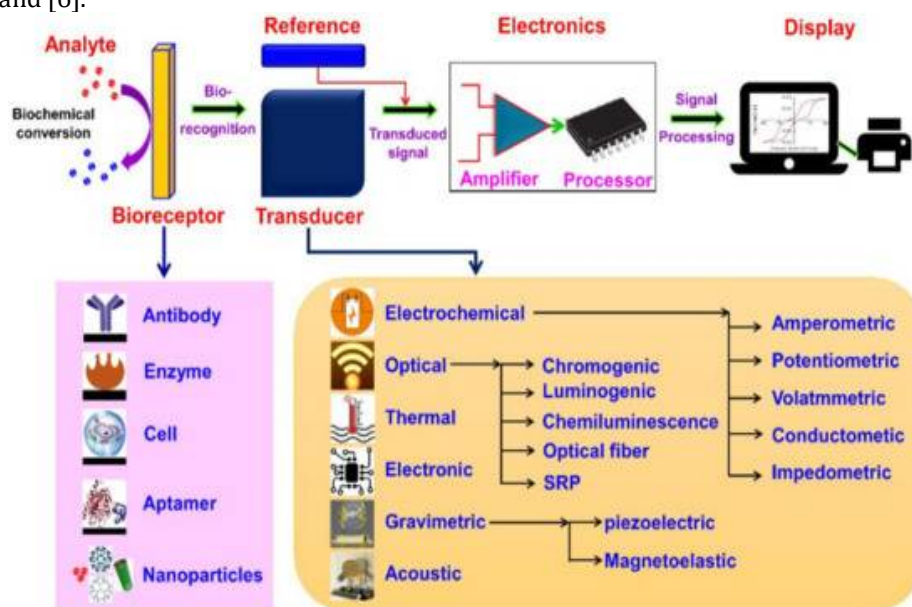 and [6].
Analyte
Reference
Electronics
Display
Biochemical
conversion
Bio-
recognition
Transduced
signal
Signal
Processing
Amplifier
Processor
Bioreceptor
Transducer
Antibody
Enzyme
Cell
Aptamer
Nanoparticles
Electrochemical
Optical
Thermal
Electronic
Gravimetric
Acoustic
Chromogenic
Luminogenic
Chemiluminescence
Optical fiber
SRP
piezoelectric
Magnetoelastic
Amperometric
Potentiometric
Volatmmetric
Conductometic
Impedometric